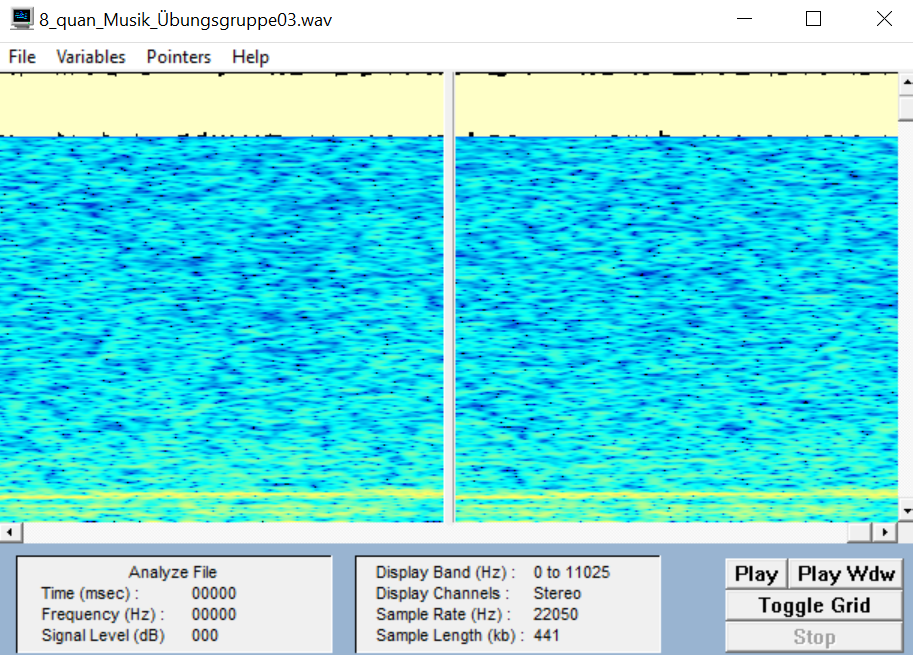 8_quan_Musik_Übungsgruppe03.wav
File Variables Pointers Help
Analyze File
Time (msec) : 00000
Frequency (Hz) : 00000
Signal Level (dB) 000
Display Band (Hz) : 0 to 11025
Display Channels : Stereo
Sample Rate (Hz) : 22050
Sample Length (kb) : 441
Play Play Wdw
Toggle Grid
Stop